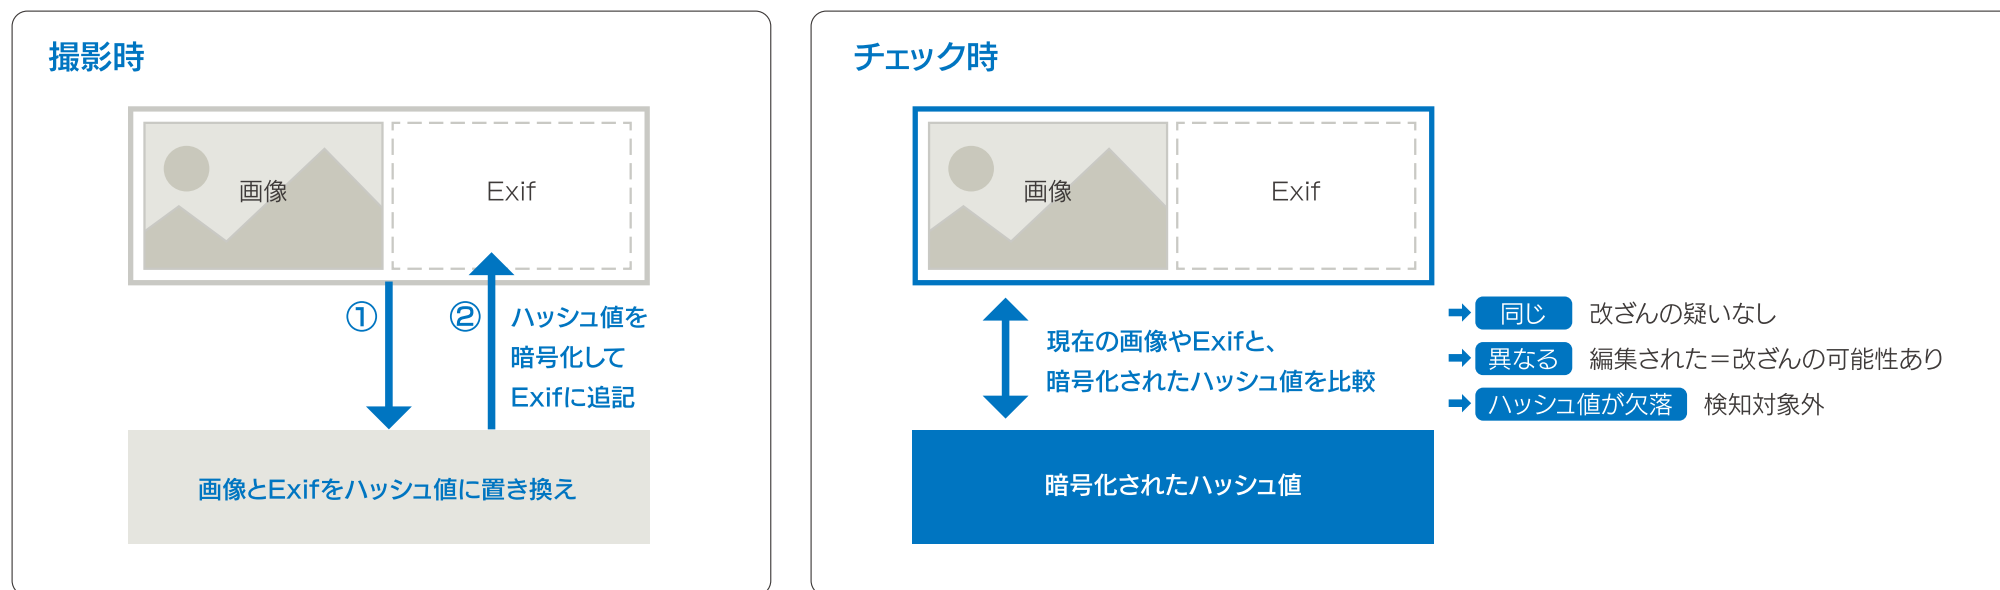 撮影時
画像
Exif
①
②
ハッシュ値を
暗号化して
Exifに追記
画像とExifをハッシュ値に置き換え
チェック時
画像
Exif
現在の画像やExifと、
暗号化されたハッシュ値を比較
暗号化されたハッシュ値
同じ 改ざんの疑いなし
異なる 編集された＝改ざんの可能性あり
ハッシュ値が欠落 検知対象外